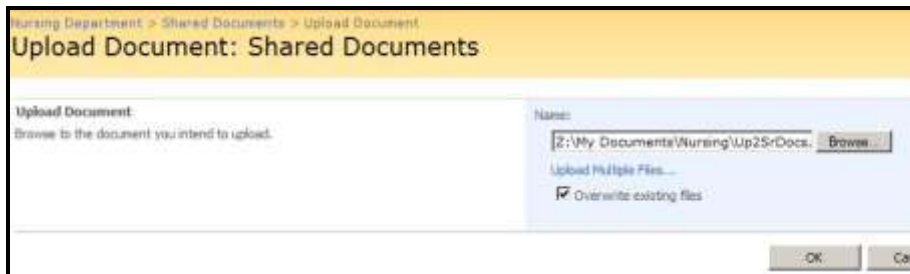 Nursing Department > Shared Documents > Upload Document
Upload Document: Shared Documents
Upload Document
Browse to the document you intend to upload.
Name:
Z:\My Documents\Nursing\Up2SrDocs. Browse...
Upload Multiple Files...
Overwrite existing files
OK Ca